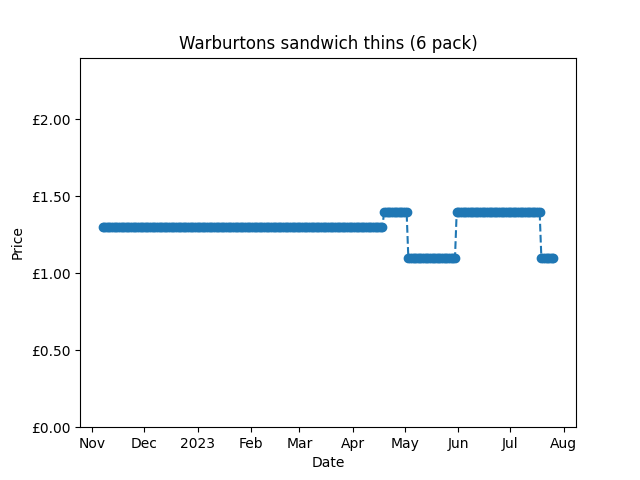 Warburtons sandwich thins (6 pack)
£2.00
£1.50
£1.00
£0.50
£0.00
Price
Nov Dec 2023 Feb Mar Apr May Jun Jul Aug
Date